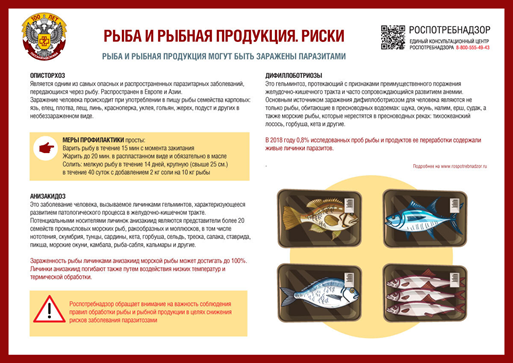 100 ЛЕТ
РЫБА И РЫБНАЯ ПРОДУКЦИЯ. РИСКИ
РОСПОТРЕБНАДЗОР
ЕДИНЫЙ КОНСУЛЬТАЦИОННЫЙ ЦЕНТР
РОСПОТРЕБНАДЗОРА 8-800-555-49-43
РЫБА И РЫБНАЯ ПРОДУКЦИЯ МОГУТ БЫТЬ ЗАРАЖЕНЫ ПАРАЗИТАМИ
ОПИСТОРХОЗ
Является одним из самых опасных и распространенных паразитарных заболеваний,
передающихся через рыбу. Распространен в Европе и Азии.
Заражение человека происходит при употреблении в пищу рыбы семейства карповых:
язь, елец, плотва, лещ, линь, красноперка, уклея, гольян, жерех, подуст и других в
необеззараженном виде.
МЕРЫ ПРОФИЛАКТИКИ просты:
Варить рыбу в течение 15 мин с момента закипания
Жарить до 20 мин. в распластанном виде и обязательно в масле
Солить: мелкую рыбу в течение 14 дней, крупную (свыше 25 см.)
в течение 40 суток с добавлением 2 кг соли на 10 кг рыбы
АНИЗАКИДОЗ
Это заболевание человека, вызываемое личинками гельминтов, характеризующееся
развитием патологического процесса в желудочно-кишечном тракте.
Потенциальными носителями личинок анизакид являются представители более 20
семейств промысловых морских рыб, ракообразных и моллюсков, в том числе
нототения, скумбрия, тунцы, сардины, кета, горбуша, сельдь, треска, салака, ставрида,
пикша, морские окуни, камбала, рыба-сабля, кальмары и другие.
Зараженность рыбы личинками анизакид морской рыбы может достигать до 100%.
Личинки анизакид погибают также путем воздействия низких температур и
термической обработки.
Роспотребнадзор обращает внимание на важность соблюдения
правил обработки рыбы и рыбной продукции в целях снижения
рисков заболевания паразитозами
ДИФИЛЛОБОТРИОЗЫ
Это гельминтоз, протекающий с признаками преимущественного поражения
желудочно-кишечного тракта и часто сопровождающийся развитием анемии.
Основным источником заражения дифиллоботриозом для человека являются не
только рыбы, обитающие в пресноводных водоемах: щука, окунь, налим, ерш, судак, а
также морские рыбы, которые нерестятся в пресноводных реках: тихоокеанский
лосось, горбуша, кета и другие.
В 2018 году 0,8% исследованных проб рыбы и продуктов ее переработки содержали
живые личинки паразитов.
Подробнее на www.rospotrebnadzor.ru